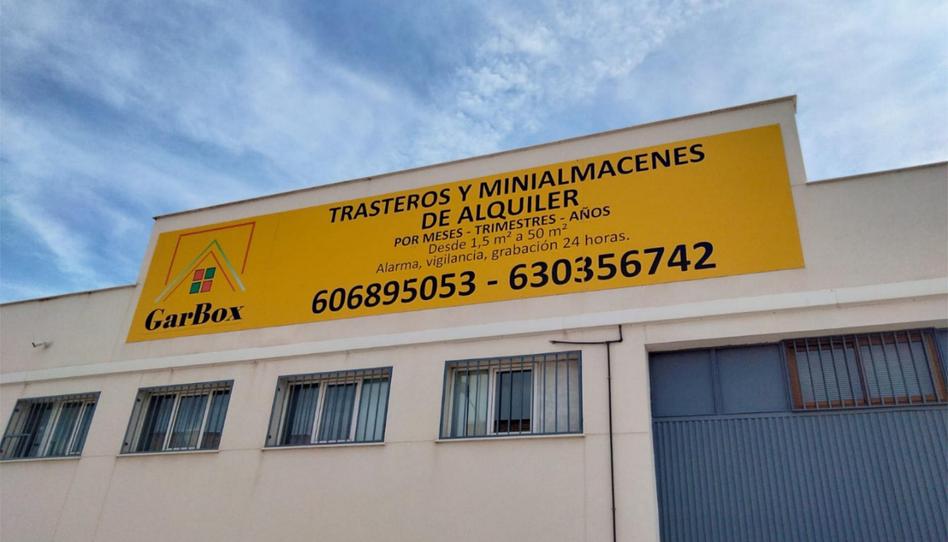 TRASTEROS Y MINIALMACENES
DE ALQUILER
POR MESES - TRIMESTRES - AÑOS
Desde 1,5 m² a 50 m²
Alarma, vigilancia, grabación 24 horas.
606895053 - 630356742
GarBox